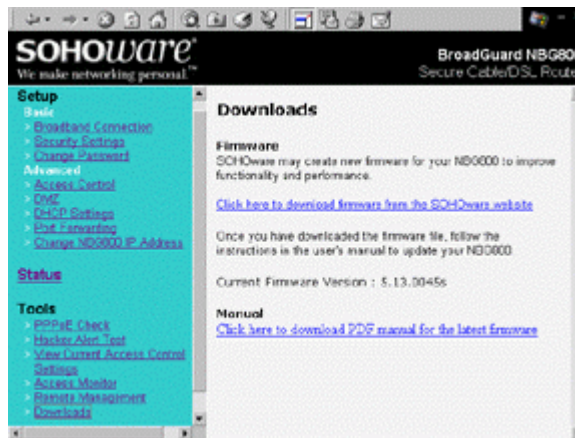 SOHOware
We make networking personal.™
BroadGuard NBG80
Secure Cable/DSL Route
Setup
Basic
> Broadband Connection
> Security Settings
> Change Password
Advanced
> Access Control
> DMZ
> DHCP Settings
> Port Forwarding
> Change NBG800 IP Address
Status
Tools
> PPPoE Check
> Hacker Alert Test
> View Current Access Control
Settings
> Access Monitor
> Remote Management
> Downloads
Downloads
Firmware
SOHOware may create new firmware for your NBG800 to improve
functionality and performance.
Click here to download firmware from the SOHOware website
Once you have downloaded the firmware file, follow the
instructions in the user's manual to update your NBG800.
Current Firmware Version : 5.13.0045s
Manual
Click here to download PDF manual for the latest firmware